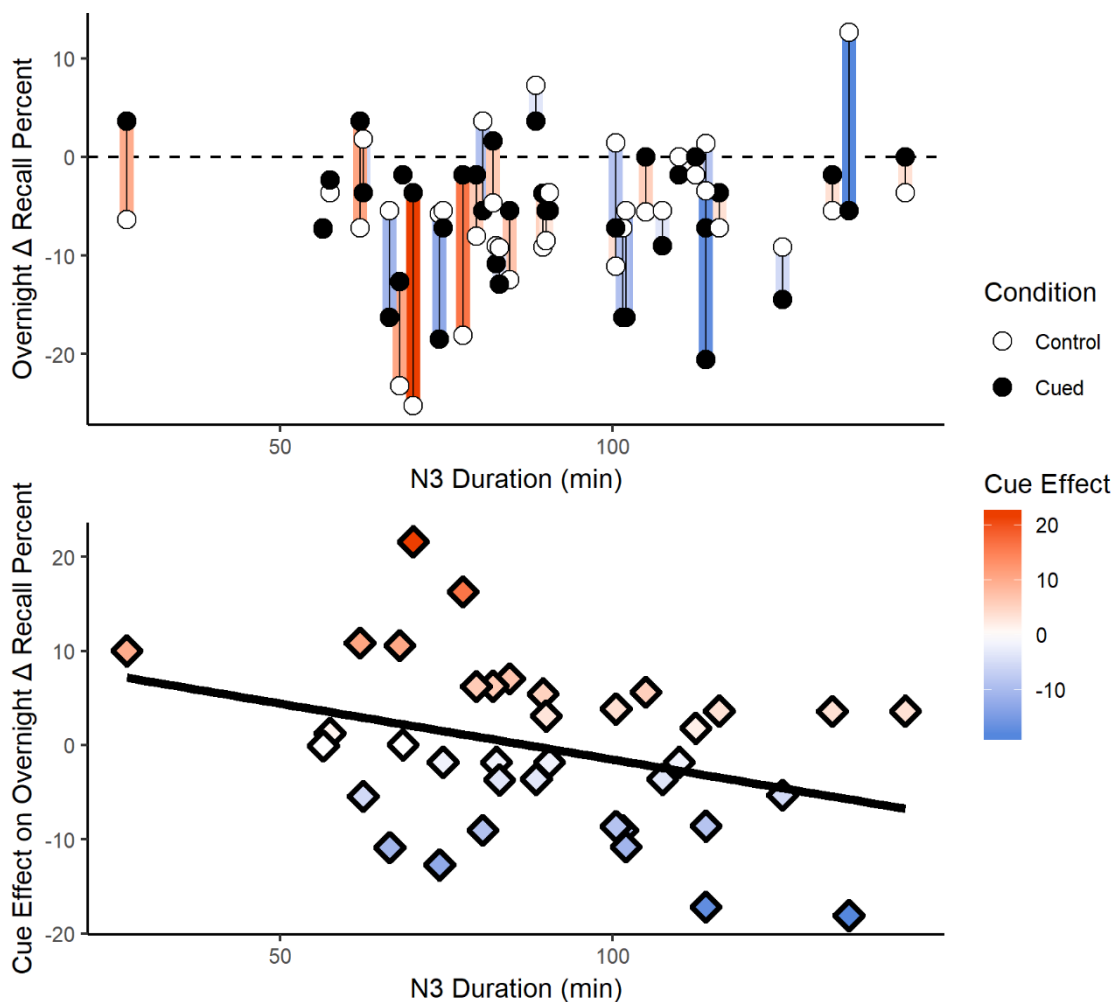 Overnight Δ Recall Percent
10
0
-10
-20
50
100
N3 Duration (min)
Condition
Control
Cued
Cue Effect
20
10
0
-10
Cue Effect on Overnight Δ Recall Percent
20
10
0
-10
-20
50
100
N3 Duration (min)